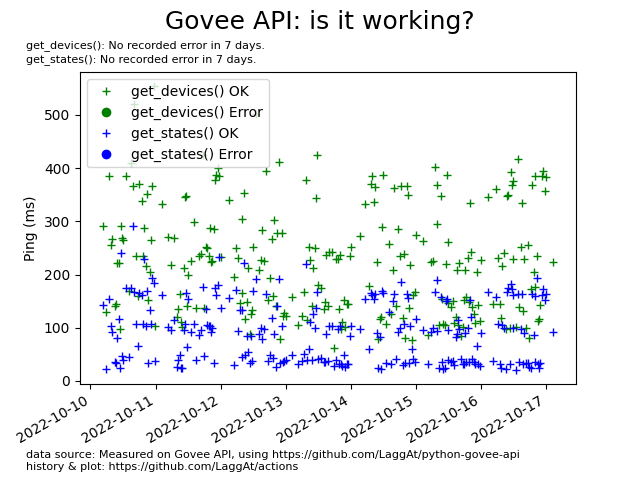 Govee API: is it working?
get_devices(): No recorded error in 7 days.
get_states(): No recorded error in 7 days.
get_devices() OK
get_devices() Error
get_states() OK
get_states() Error
Ping (ms)
500
400
300
200
100
0
2022-10-10
2022-10-11
2022-10-12
2022-10-13
2022-10-14
2022-10-15
2022-10-16
2022-10-17
data source: Measured on Govee API, using https://github.com/LaggAt/python-govee-api
history & plot: https://github.com/LaggAt/actions